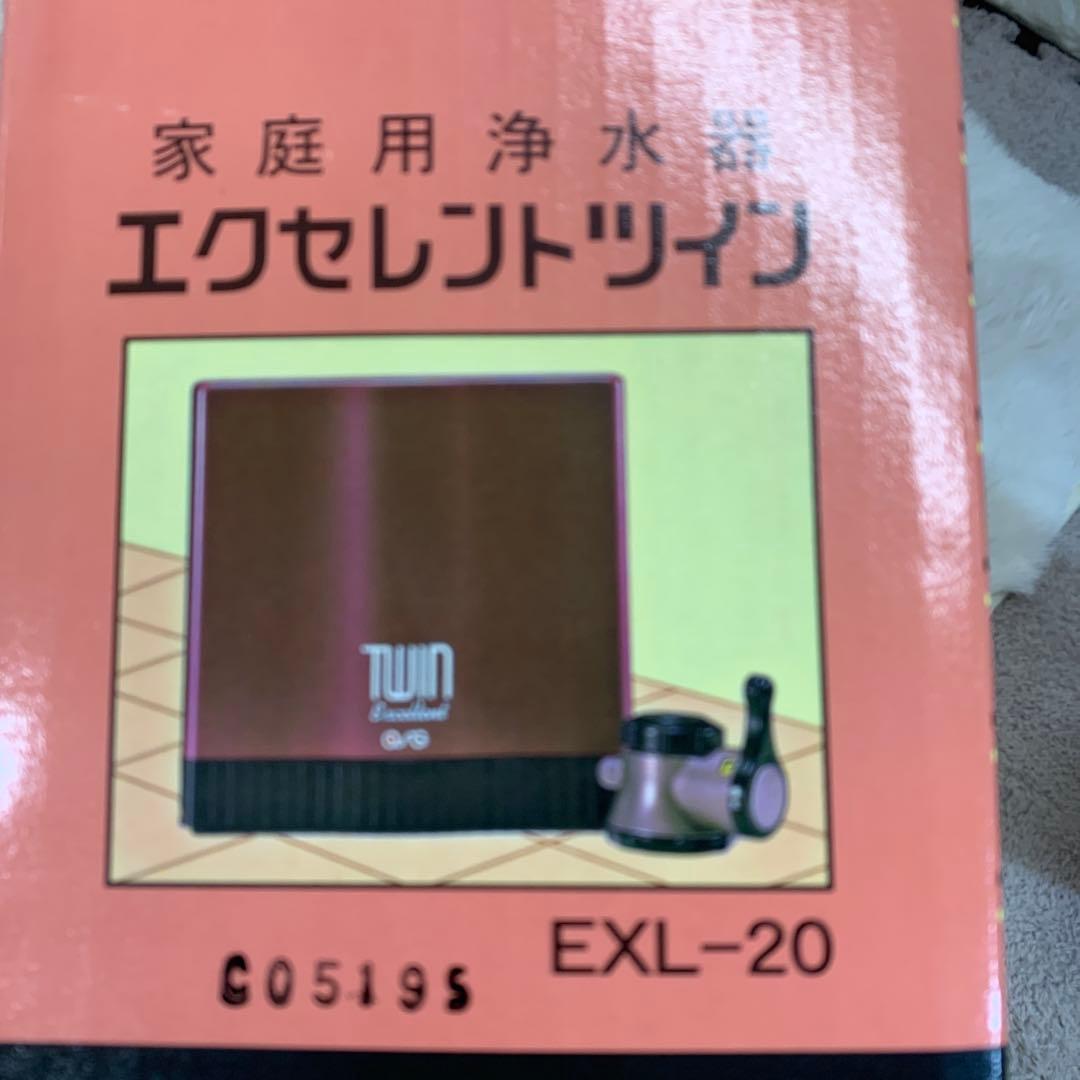 家庭用浄水器
エクセレントツイン
TWIN
Excellent
EXL-20
G0519S